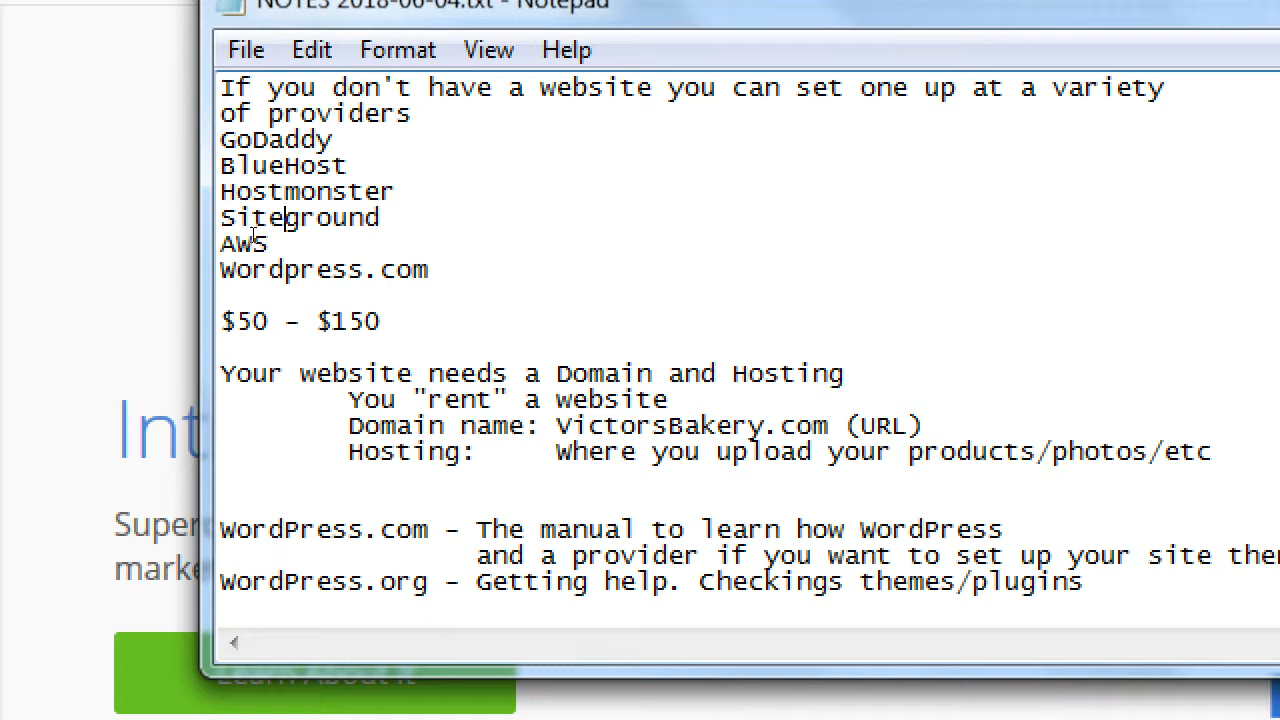 NOTES 2018-06-04.txt - Notepad
File Edit Format View Help
If you don't have a website you can set one up at a variety
of providers
GoDaddy
BlueHost
Hostmonster
Siteground
AWS
Wordpress.com
$50 - $150
Your website needs a Domain and Hosting
You "rent" a website
Domain name: VictorsBakery.com (URL)
Hosting: Where you upload your products/photos/etc
WordPress.com - The manual to learn how WordPress
and a provider if you want to set up your site
WordPress.org - Getting help. Checkings themes/plugins
Learn About It